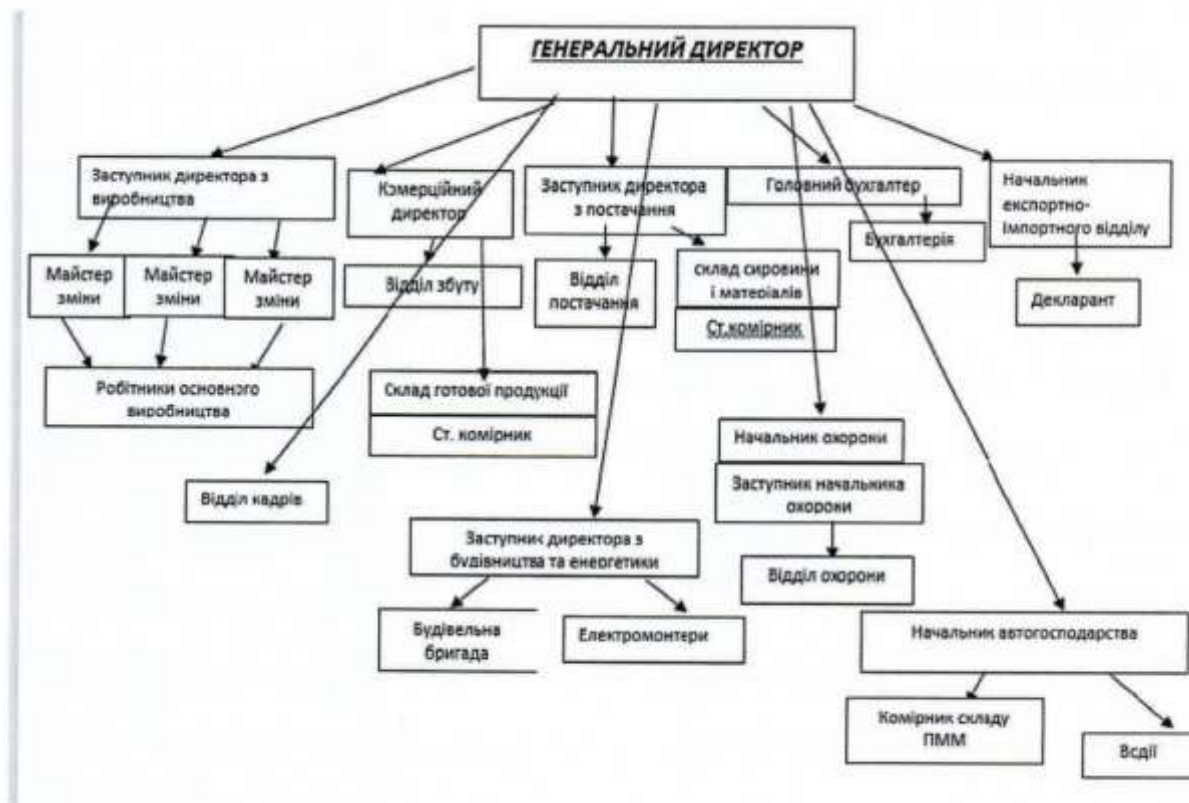 ГЕНЕРАЛЬНИЙ ДИРЕКТОР
Заступник директора з
виробництва
Комерційний
директор
Заступник директора
з постачання
Головний бухгалтер
Начальник
експортно-
імпортного відділу
Бухгалтерія
Майстер
зміни
Майстер
зміни
Майстер
зміни
Відділ збуту
Відділ
постачання
склад сировини
і матеріалів
Ст.комірник
Декларант
Робітники основного
виробництва
Склад готової продукції
Ст. комірник
Начальник охорони
Заступник начальника
охорони
Відділ кадрів
Заступник директора з
будівництва та енергетики
Відділ охорони
Будівельна
бригада
Електромонтери
Начальник автогосподарства
Комірник складу
ПММ
Всдії